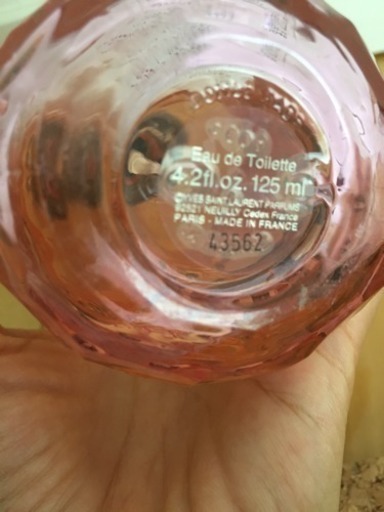 Eau de Toilette
4.2fl.oz. 125 ml
YVES SAINT LAURENT PARFUMS
92521 NEUILLY Cedex France
PARIS - MADE IN FRANCE
43562